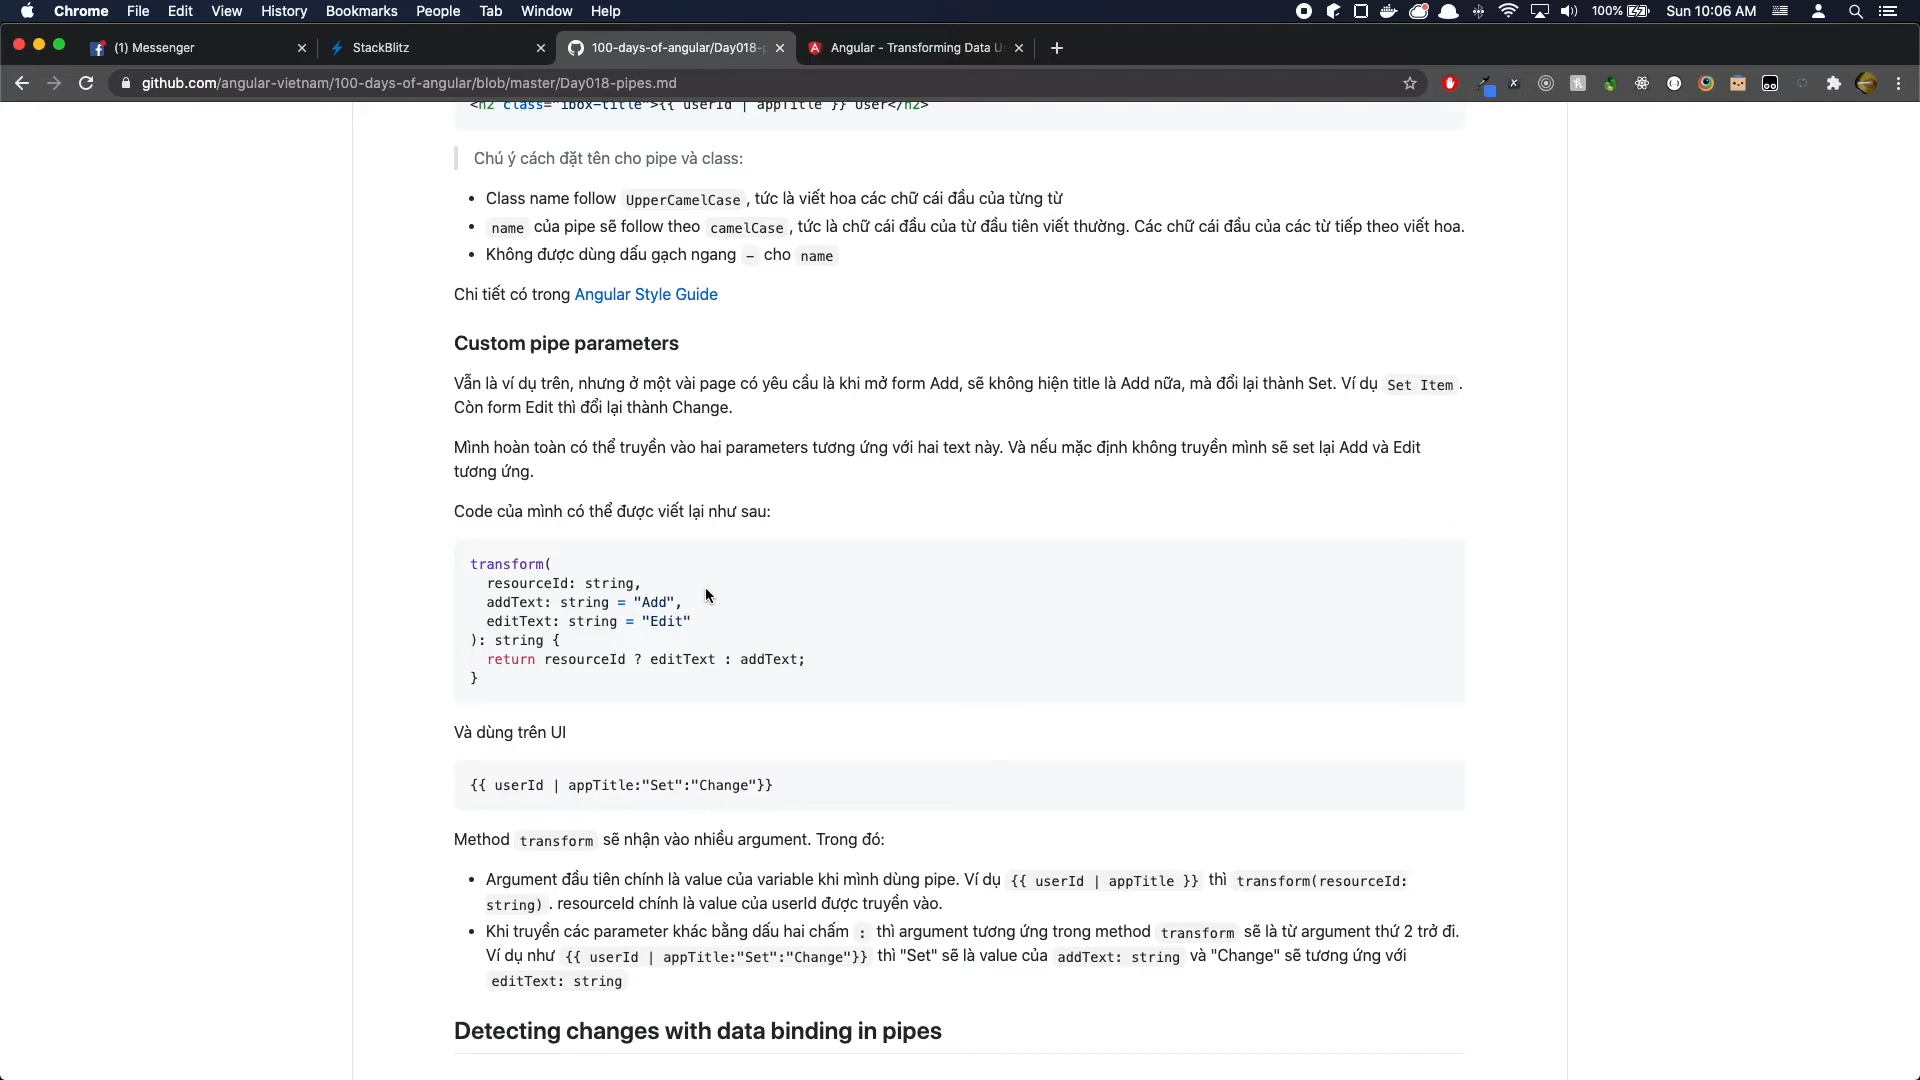 Chrome File Edit View History Bookmarks People Tab Window Help 100% Sun 10:06 AM
(1) Messenger StackBlitz 100-days-of-angular/Day018- Angular - Transforming Data U
github.com/angular-vietnam/100-days-of-angular/blob/master/Day018-pipes.md
<h2 class="ibox-title">{{ userId | appTitle }} User</h2>
Chú ý cách đặt tên cho pipe và class:
• Class name follow UpperCamelCase , tức là viết hoa các chữ cái đầu của từng từ
• name của pipe sẽ follow theo camelCase , tức là chữ cái đầu của từ đầu tiên viết thường. Các chữ cái đầu của các từ tiếp theo viết hoa.
• Không được dùng dấu gạch ngang - cho name
Chi tiết có trong Angular Style Guide
Custom pipe parameters
Vẫn là ví dụ trên, nhưng ở một vài page có yêu cầu là khi mở form Add, sẽ không hiện title là Add nữa, mà đổi lại thành Set. Ví dụ Set Item .
Còn form Edit thì đổi lại thành Change.
Mình hoàn toàn có thể truyền vào hai parameters tương ứng với hai text này. Và nếu mặc định không truyền mình sẽ set lại Add và Edit
tương ứng.
Code của mình có thể được viết lại như sau:
transform(
resourceId: string,
addText: string = "Add",
editText: string = "Edit"
): string {
return resourceId ? editText : addText;
}
Và dùng trên UI
{{ userId | appTitle:"Set":"Change"}}
Method transform sẽ nhận vào nhiều argument. Trong đó:
• Argument đầu tiên chính là value của variable khi mình dùng pipe. Ví dụ {{ userId | appTitle }} thì transform(resourceId:
string) . resourceId chính là value của userId được truyền vào.
• Khi truyền các parameter khác bằng dấu hai chấm : thì argument tương ứng trong method transform sẽ là từ argument thứ 2 trở đi.
Ví dụ như {{ userId | appTitle:"Set":"Change"}} thì "Set" sẽ là value của addText: string và "Change" sẽ tương ứng với
editText: string
Detecting changes with data binding in pipes